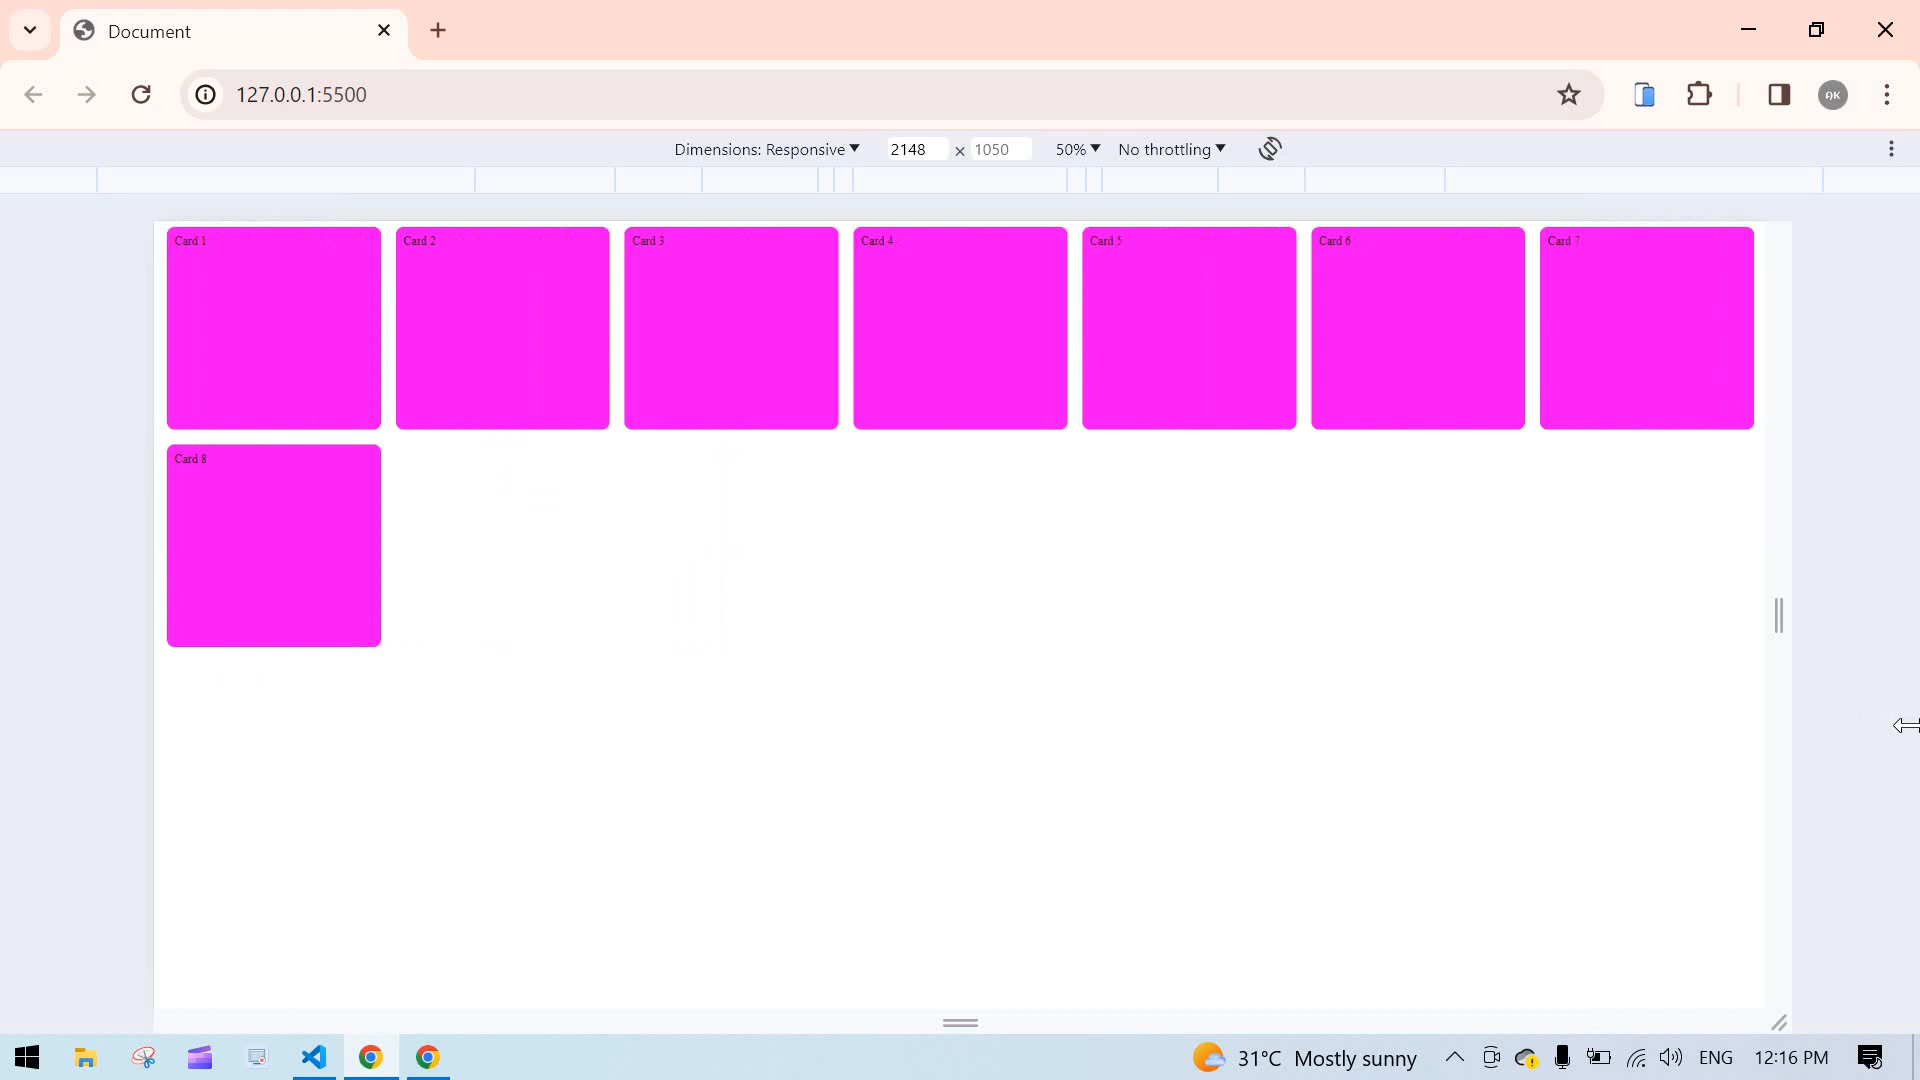 Document
127.0.0.1:5500
AK
Dimensions: Responsive 2148 × 1050 50% No throttling
Card 1 Card 2 Card 3 Card 4 Card 5 Card 6 Card 7
Card 8
31°C Mostly sunny ENG 12:16 PM